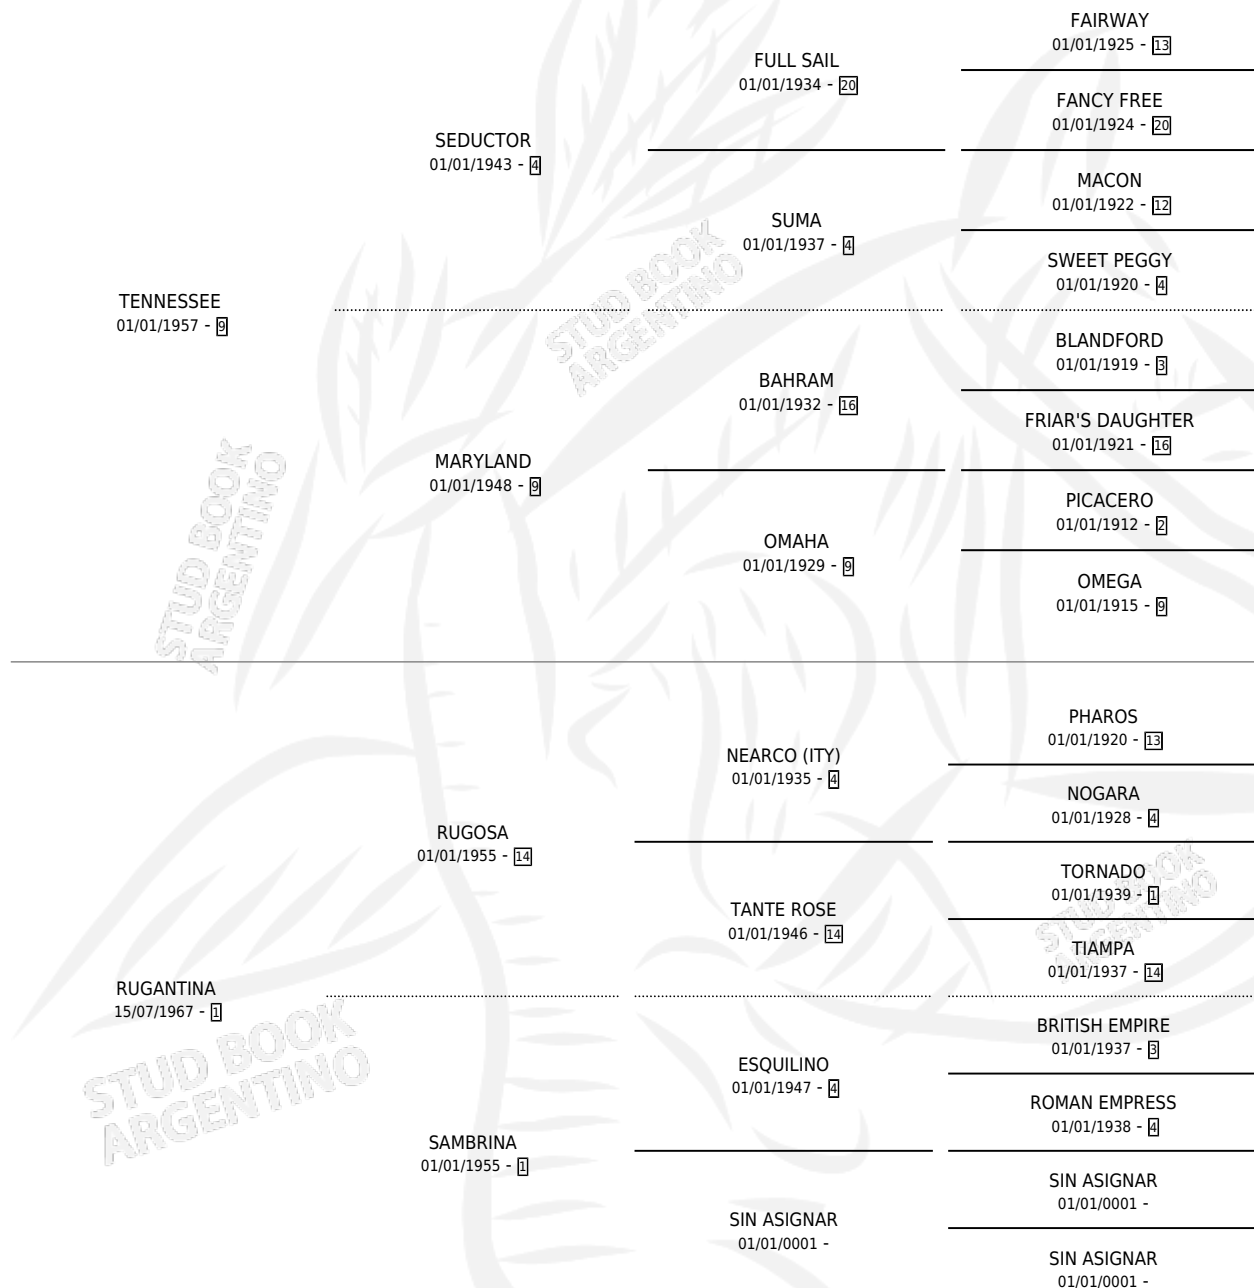 TENNESSEE
01/01/1957 - 9
SEDUCTOR
01/01/1943 - 4
MARYLAND
01/01/1948 - 9
FULL SAIL
01/01/1934 - 20
SUMA
01/01/1937 - 4
BAHRAM
01/01/1932 - 16
OMAHA
01/01/1929 - 9
FAIRWAY
01/01/1925 - 13
FANCY FREE
01/01/1924 - 20
MACON
01/01/1922 - 12
SWEET PEGGY
01/01/1920 - 4
BLANDFORD
01/01/1919 - 3
FRIAR'S DAUGHTER
01/01/1921 - 16
PICACERO
01/01/1912 - 2
OMEGA
01/01/1915 - 9
RUGANTINA
15/07/1967 - 1
RUGOSA
01/01/1955 - 14
SAMBRINA
01/01/1955 - 1
NEARCO (ITY)
01/01/1935 - 4
TANTE ROSE
01/01/1946 - 14
ESQUILINO
01/01/1947 - 4
SIN ASIGNAR
01/01/0001 -
PHAROS
01/01/1920 - 13
NOGARA
01/01/1928 - 4
TORNADO
01/01/1939 - 1
TIAMPA
01/01/1937 - 14
BRITISH EMPIRE
01/01/1937 - 3
ROMAN EMPRESS
01/01/1938 - 4
SIN ASIGNAR
01/01/0001 -
SIN ASIGNAR
01/01/0001 -
STUD BOOK
ARGENTINO
STUD BOOK
ARGENTINO
STUD BOOK
ARGENTINO
STUD BOOK
ARGENTINO